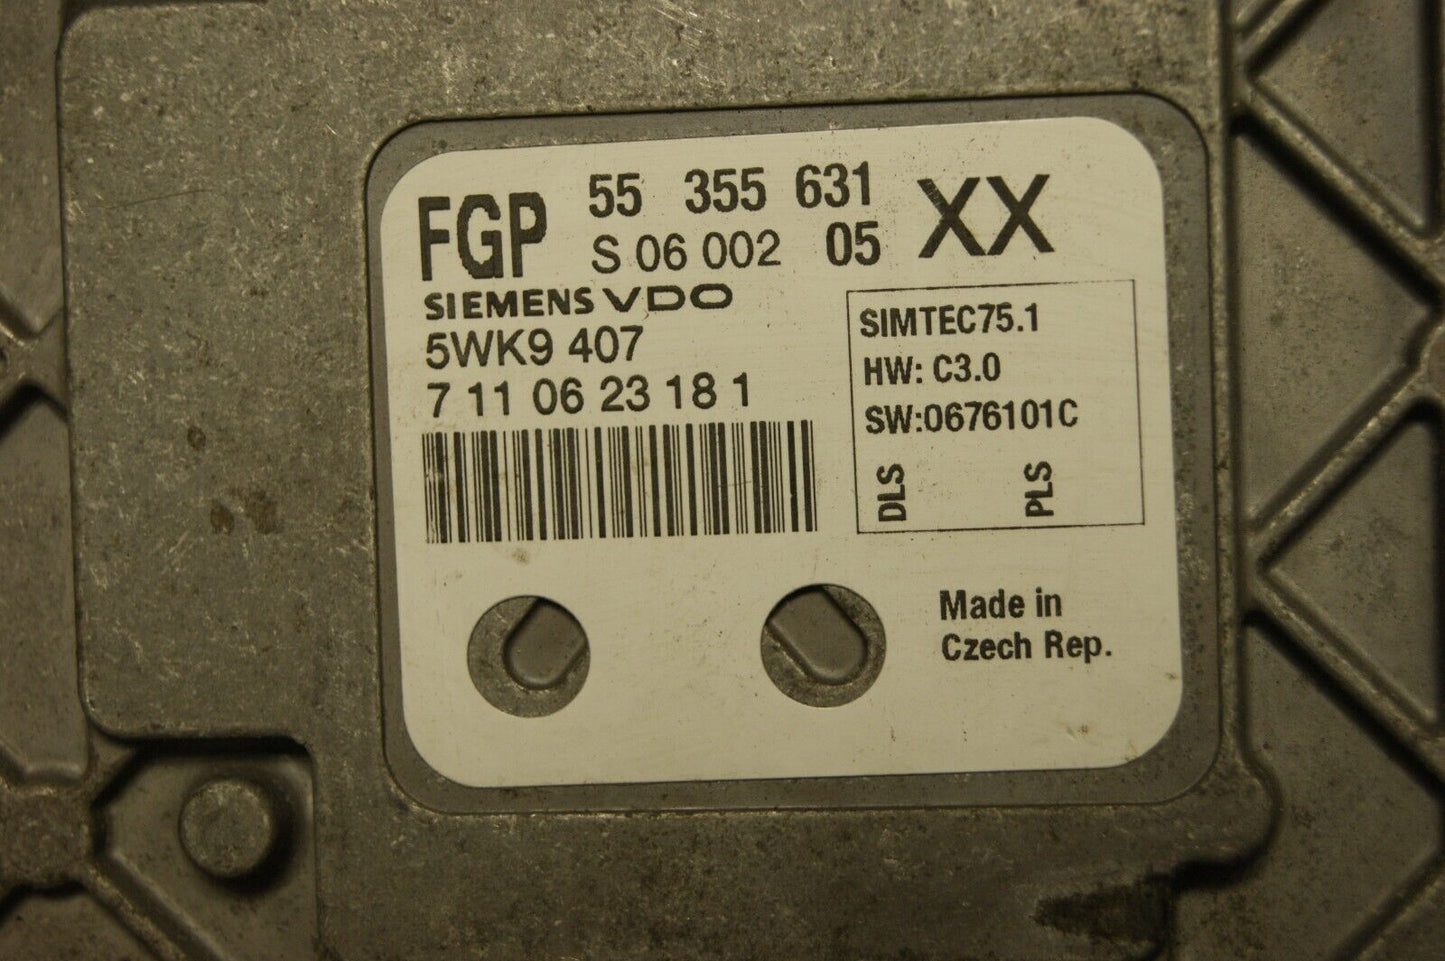 FGP 55 355 631 XX
S 06 002 05
SIEMENS VDO
5WK9 407
7 11 06 23 18 1
SIMTEC75.1
HW: C3.0
SW:0676101C
DLS PLS
Made in
Czech Rep.